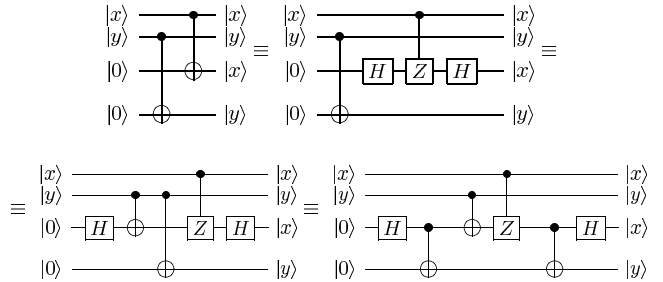 |x⟩ |x⟩ |x⟩ |x⟩
|y⟩ |y⟩ ≡ |y⟩ |y⟩ ≡
|0⟩ |x⟩ |0⟩ H Z H |x⟩
|0⟩ |y⟩ |0⟩ |y⟩
|x⟩ |x⟩ |x⟩ |x⟩
≡ |y⟩ |y⟩ ≡ |y⟩ |y⟩
|0⟩ H Z H |x⟩ |0⟩ H Z H |x⟩
|0⟩ |y⟩ |0⟩ |y⟩